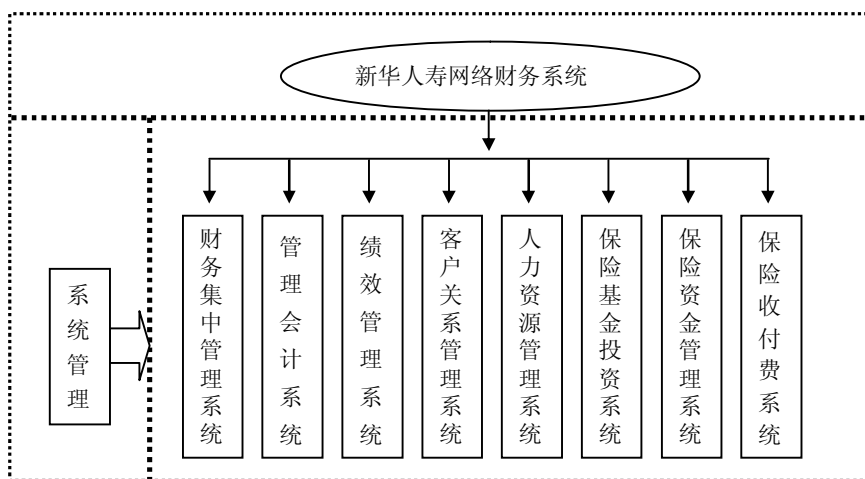 新华人寿网络财务系统
系统管理
财务集中管理系统
管理会计系统
绩效管理系统
客户关系管理系统
人力资源管理系统
保险基金投资系统
保险资金管理系统
保险收付费系统